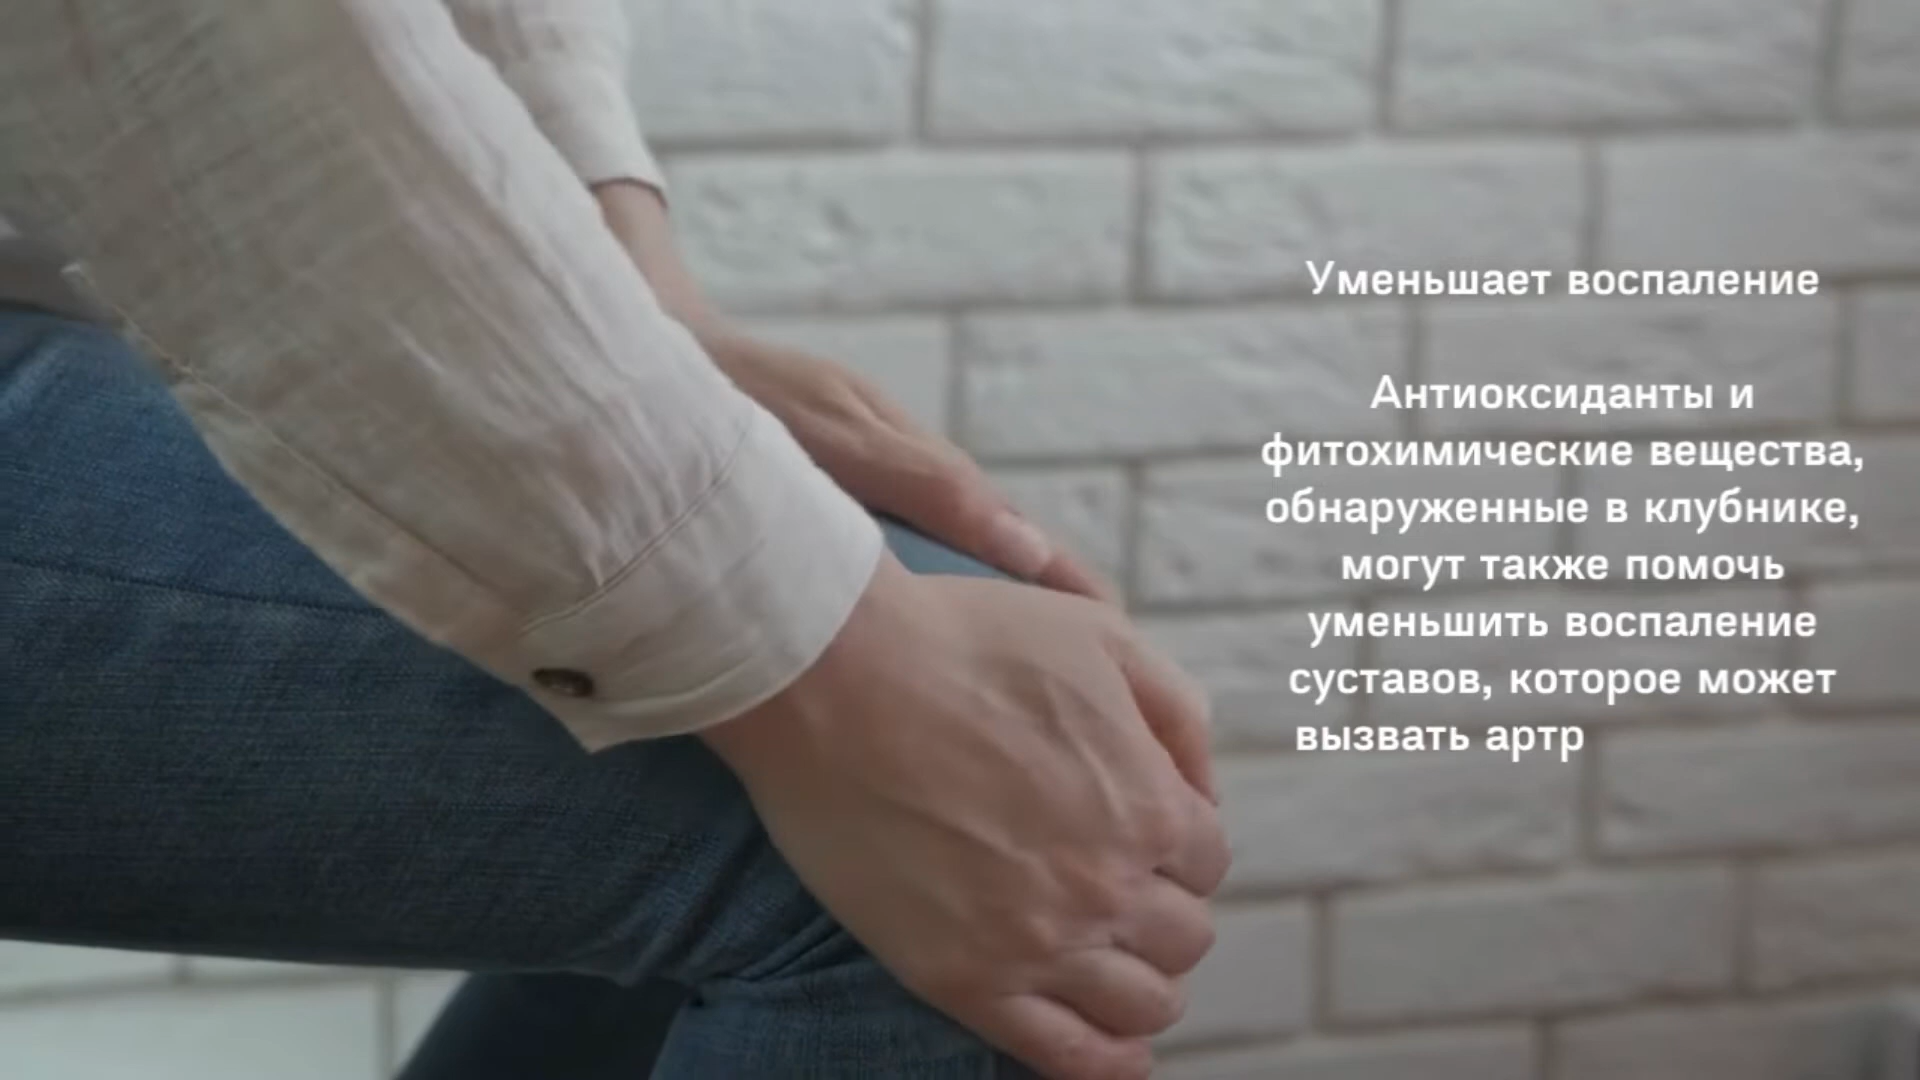 Уменьшает воспаление
Антиоксиданты и
фитохимические вещества,
обнаруженные в клубнике,
могут также помочь
уменьшить воспаление
суставов, которое может
вызвать артр